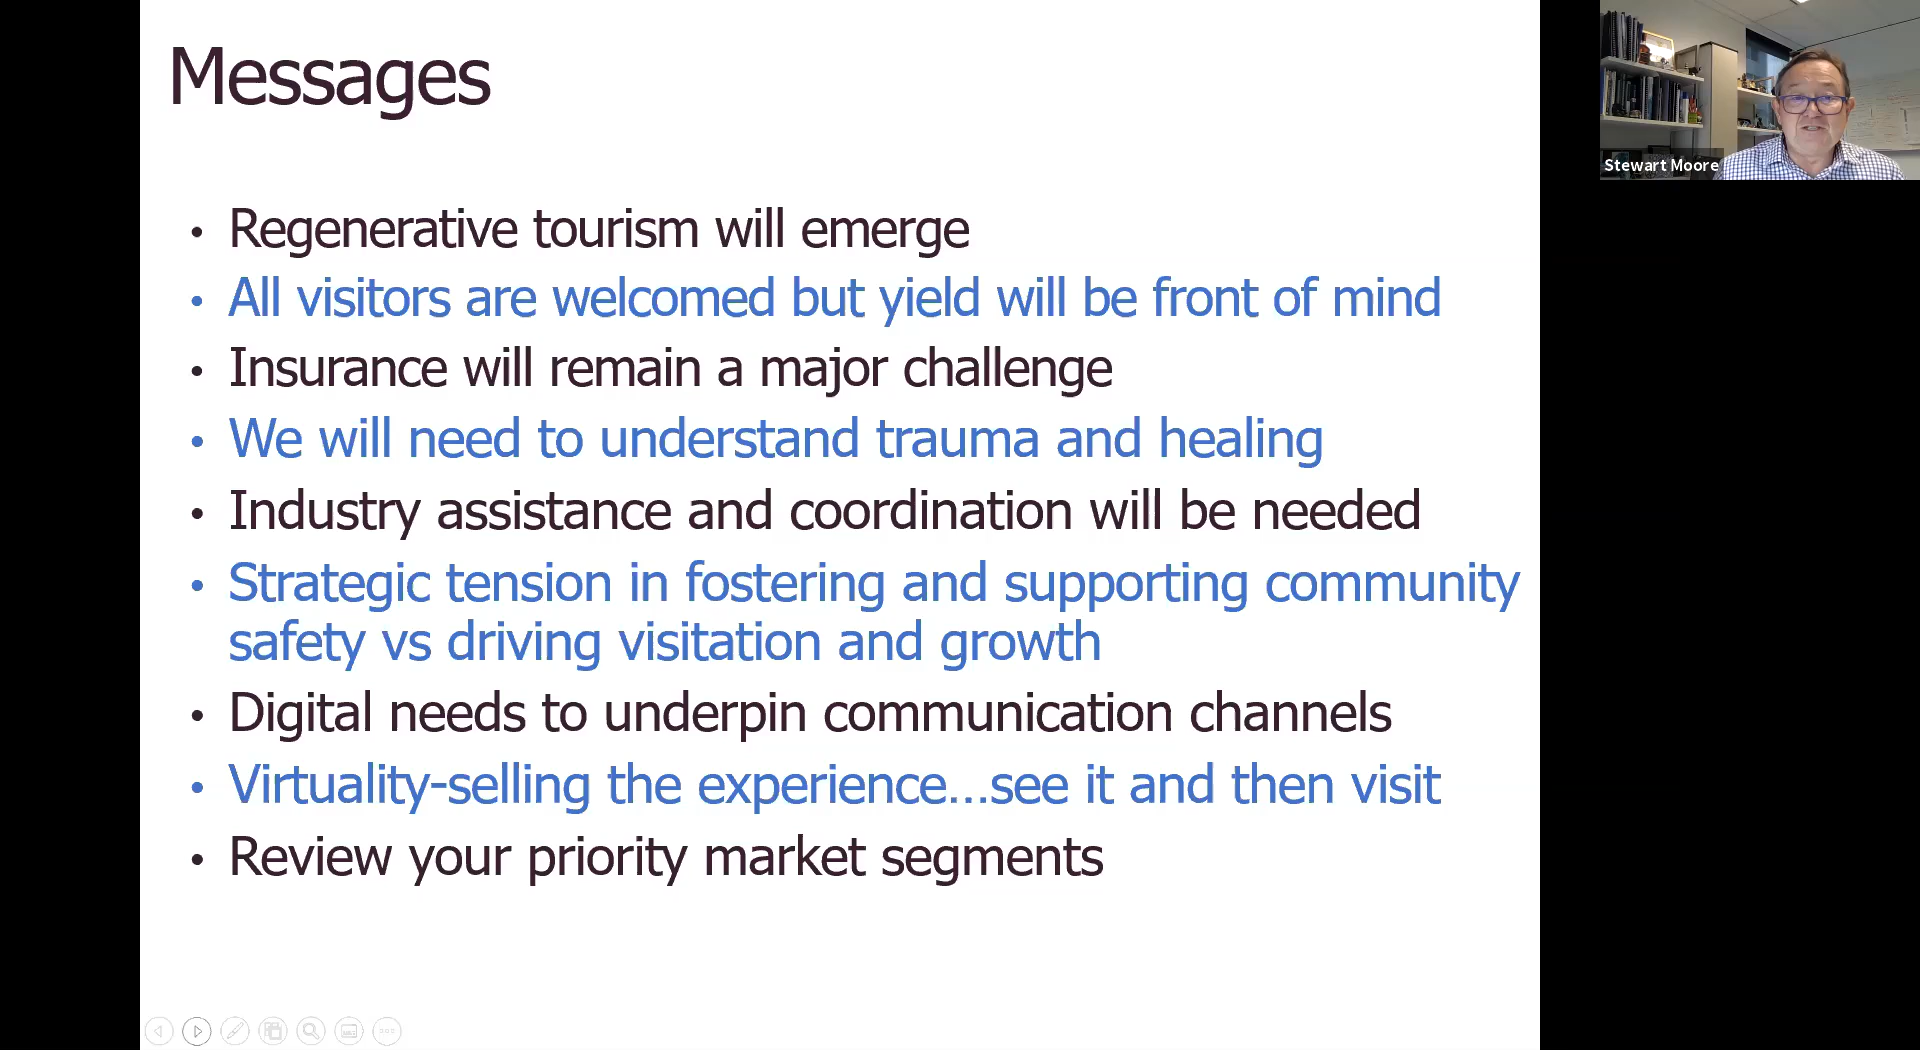 Messages
• Regenerative tourism will emerge
• All visitors are welcomed but yield will be front of mind
• Insurance will remain a major challenge
• We will need to understand trauma and healing
• Industry assistance and coordination will be needed
• Strategic tension in fostering and supporting community
safety vs driving visitation and growth
• Digital needs to underpin communication channels
• Virtuality-selling the experience...see it and then visit
• Review your priority market segments
Stewart Moore